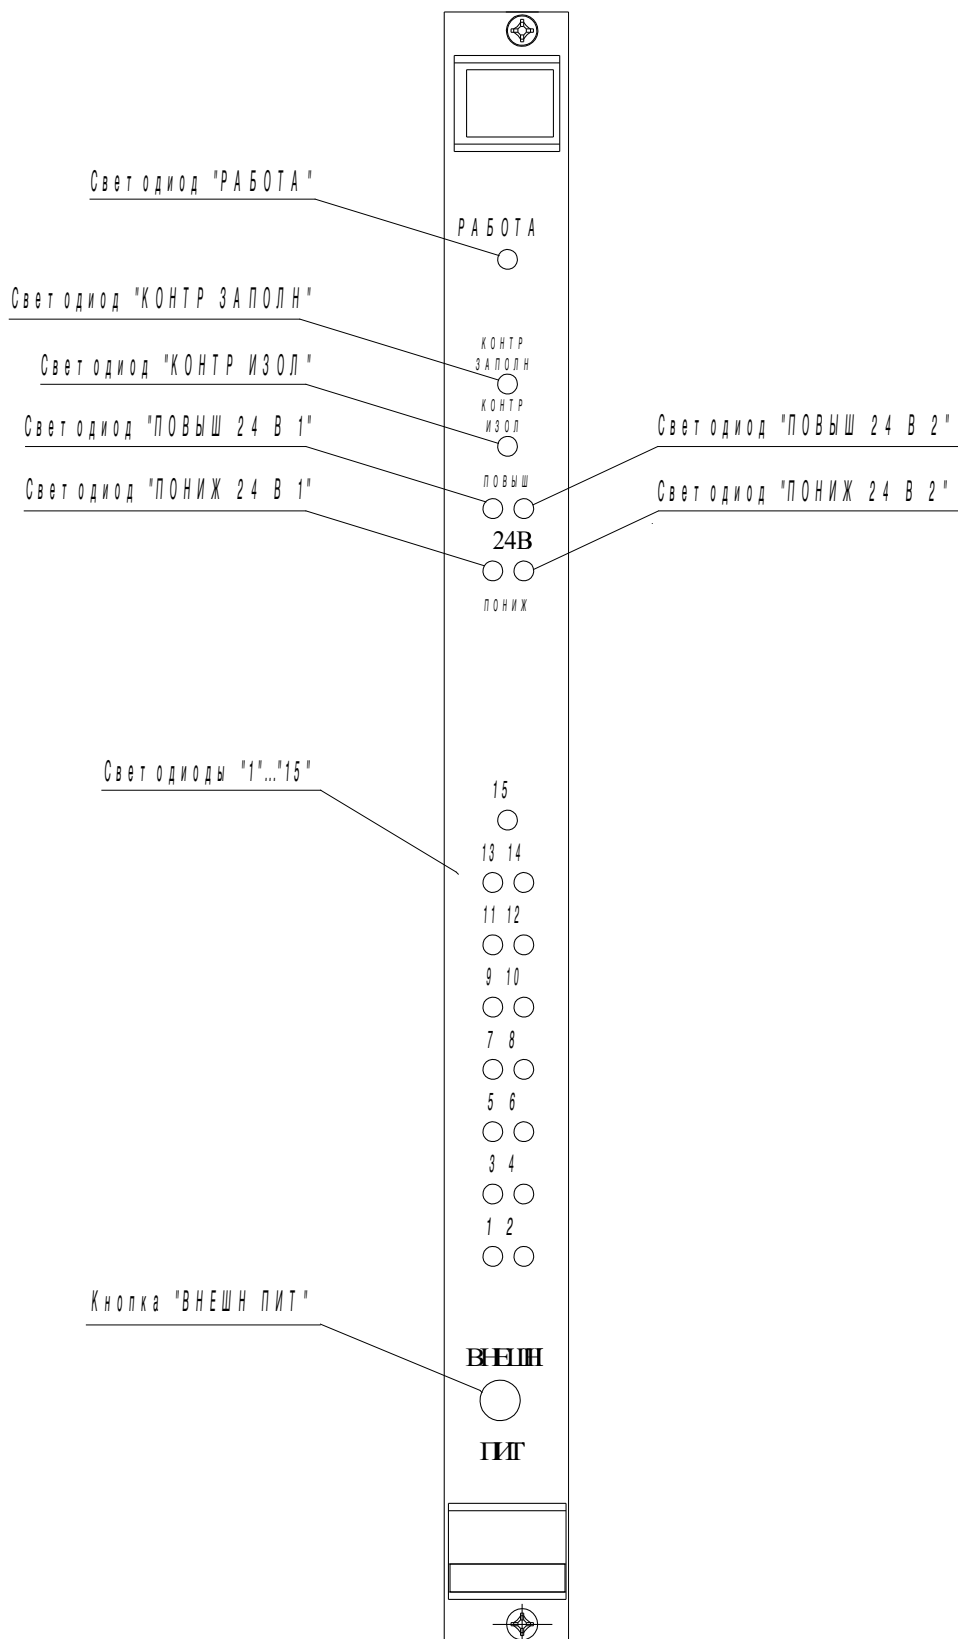 Светодиод "РАБОТА"
РАБОТА
Светодиод "КОНТР ЗАПОЛН"
КОНТР
ЗАПОЛН
Светодиод "КОНТР ИЗОЛ"
КОНТР
ИЗОЛ
Светодиод "ПОВЫШ 24 В 1"
Светодиод "ПОВЫШ 24 В 2"
ПОВЫШ
Светодиод "ПОНИЖ 24 В 1"
Светодиод "ПОНИЖ 24 В 2"
24В
ПОНИЖ
Светодиоды "1"..."15"
15
13 14
11 12
9 10
7 8
5 6
3 4
1 2
Кнопка "ВНЕШН ПИТ"
ВНЕШН
ПИТ